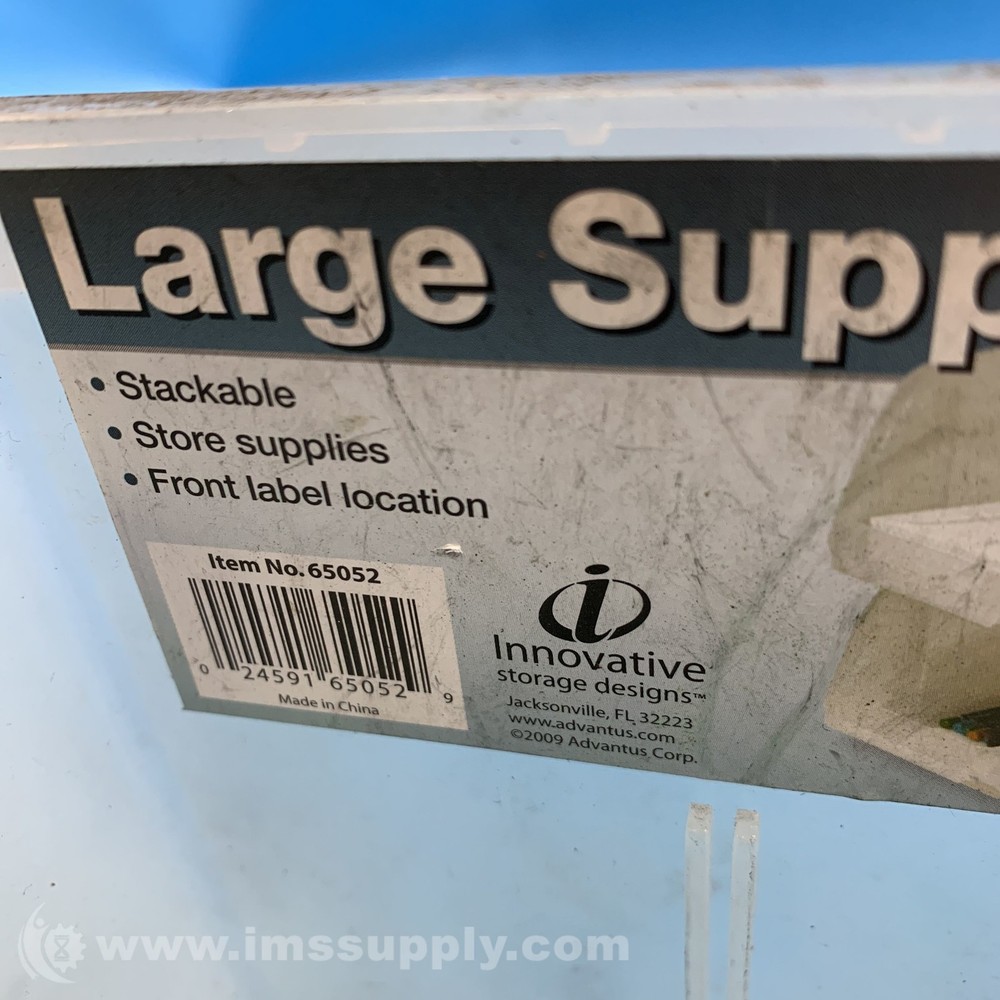 Large Supp
• Stackable
• Store supplies
• Front label location
Item No. 65052
0 24591 65052 9
Made in China
i
Innovative
storage designs™
Jacksonville, FL 32223
www.advantus.com
©2009 Advantus Corp.
www.imssupply.com